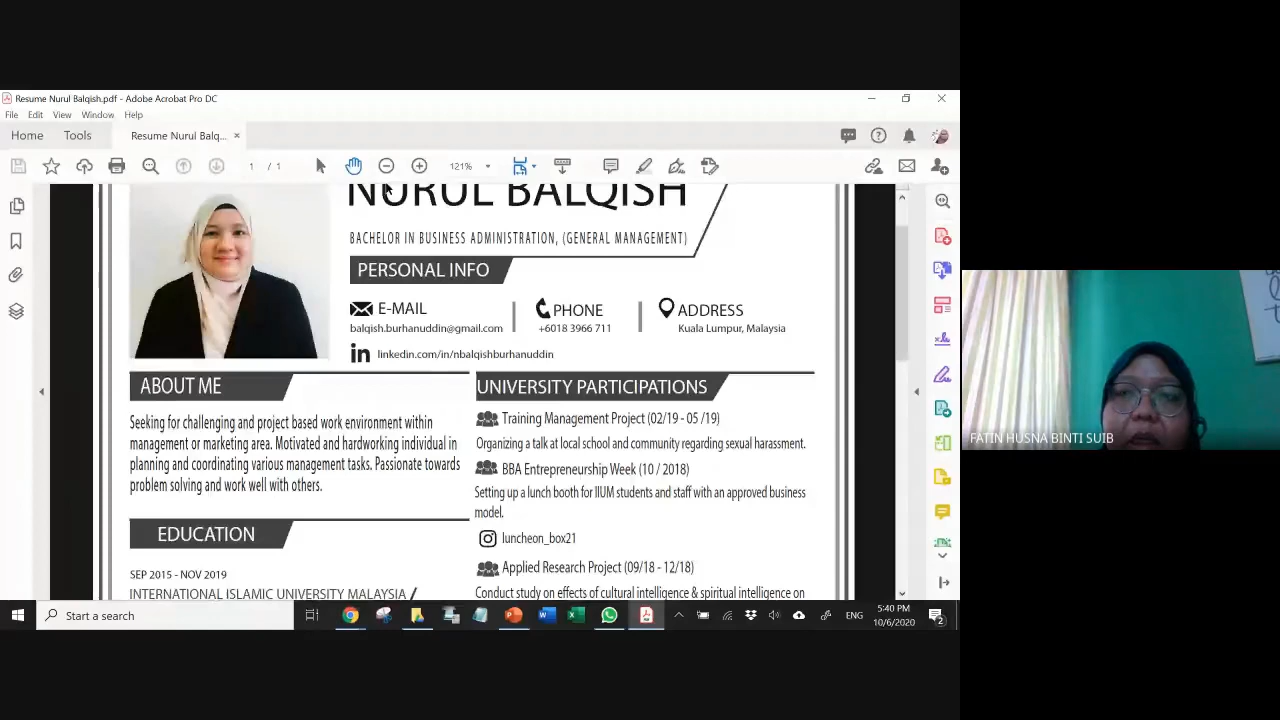 Resume Nurul Balqish.pdf - Adobe Acrobat Pro DC
File Edit View Window Help
Home Tools Resume Nurul Balq... ×
1 / 1 121%
NURUL BALQISH
BACHELOR IN BUSINESS ADMINISTRATION, (GENERAL MANAGEMENT)
PERSONAL INFO
E-MAIL
balqish.burhanuddin@gmail.com
PHONE
+6018 3966 711
ADDRESS
Kuala Lumpur, Malaysia
in linkedin.com/in/nbalqishburhanuddin
ABOUT ME
Seeking for challenging and project based work environment within
management or marketing area. Motivated and hardworking individual in
planning and coordinating various management tasks. Passionate towards
problem solving and work well with others.
EDUCATION
SEP 2015 - NOV 2019
INTERNATIONAL ISLAMIC UNIVERSITY MALAYSIA /
UNIVERSITY PARTICIPATIONS
Training Management Project (02/19 - 05 /19)
Organizing a talk at local school and community regarding sexual harassment.
BBA Entrepreneurship Week (10 / 2018)
Setting up a lunch booth for IIUM students and staff with an approved business
model.
luncheon_box21
Applied Research Project (09/18 - 12/18)
Conduct study on effects of cultural intelligence & spiritual intelligence on
FATIN HUSNA BINTI SUIB
Start a search
ENG
5:40 PM
10/6/2020
2